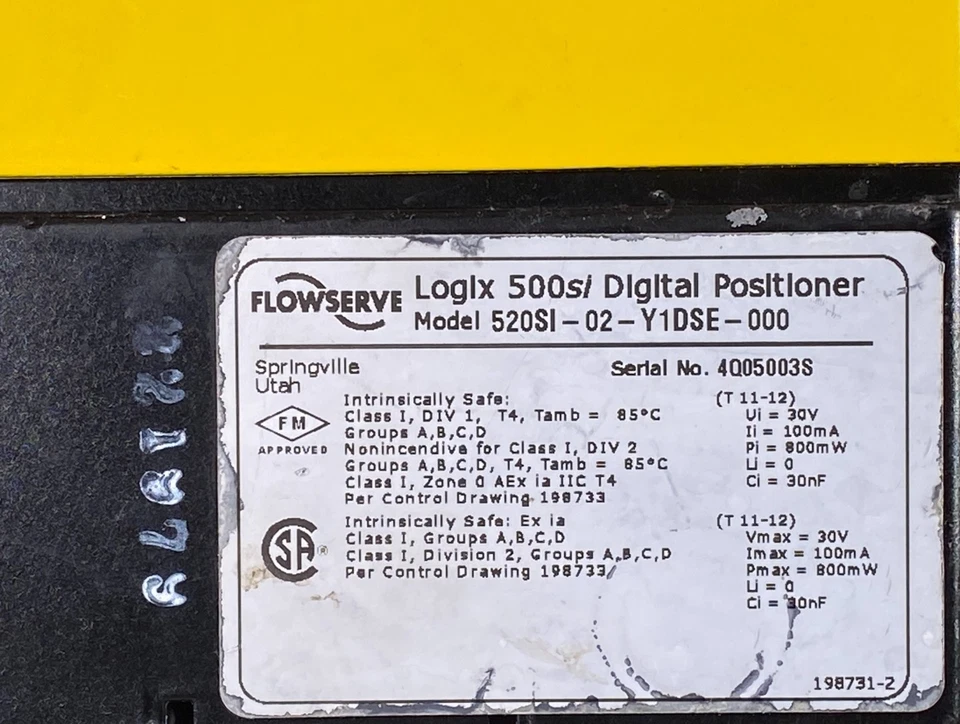 FLOWSERVE
Logix 500si Digital Positioner
Model 520SI-02-Y1DSE-000
Springville
Utah
Serial No. 4Q05003S
FM
APPROVED
Intrinsically Safe:
Class I, DIV 1, T4, Tamb = 85°C
Groups A,B,C,D
Nonincendive for Class I, DIV 2
Groups A,B,C,D, T4, Tamb = 85°C
Class I, Zone 0 AEx ia IIC T4
Per Control Drawing 198733
(T 11-12)
Ui = 30V
Ii = 100mA
Pi = 800mW
Li = 0
Ci = 30nF
SA®
Intrinsically Safe: Ex ia
Class I, Groups A,B,C,D
Class I, Division 2, Groups A,B,C,D
Per Control Drawing 198733
(T 11-12)
Vmax = 30V
Imax = 100mA
Pmax = 800mW
Li = 0
Ci = 30nF
198731-2